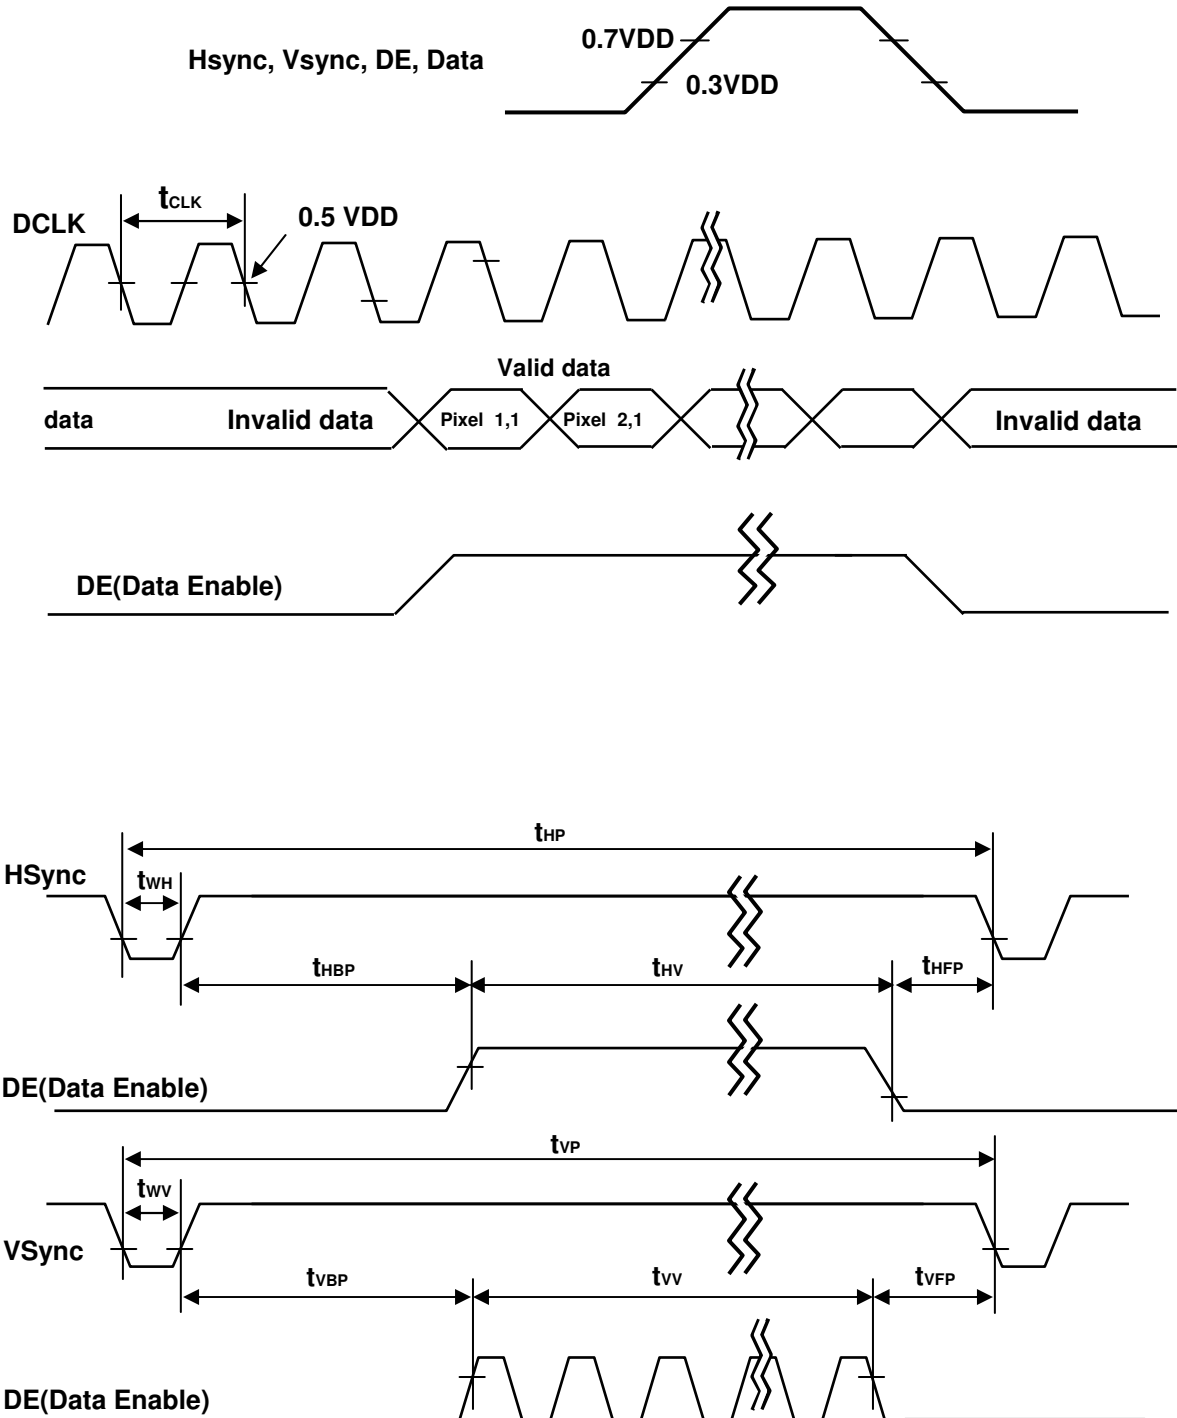 0.7VDD
Hsync, Vsync, DE, Data
0.3VDD
tCLK
DCLK
0.5 VDD
Valid data
data
Invalid data
Pixel 1,1
Pixel 2,1
Invalid data
DE(Data Enable)
tHP
HSync
tWH
tHBP
tHV
tHFP
DE(Data Enable)
tVP
tWV
VSync
tVBP
tVV
tVFP
DE(Data Enable)